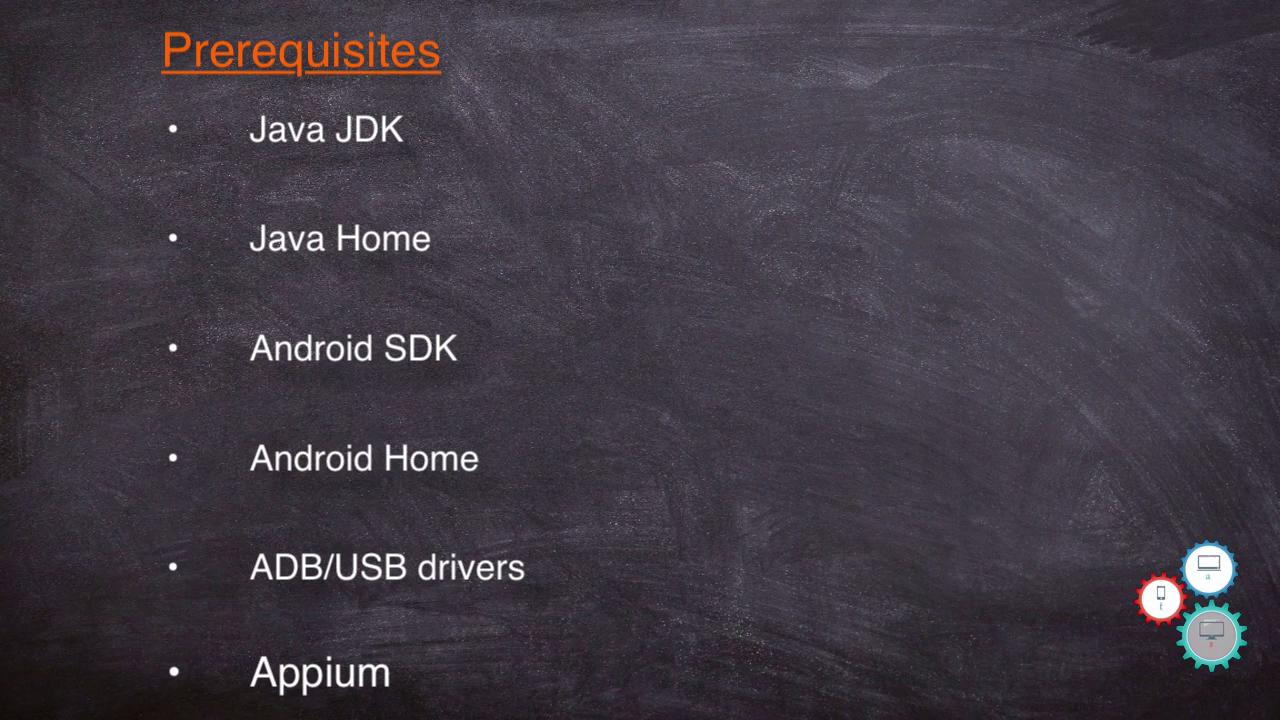 Prerequisites
• Java JDK
• Java Home
• Android SDK
• Android Home
• ADB/USB drivers
• Appium
a
t